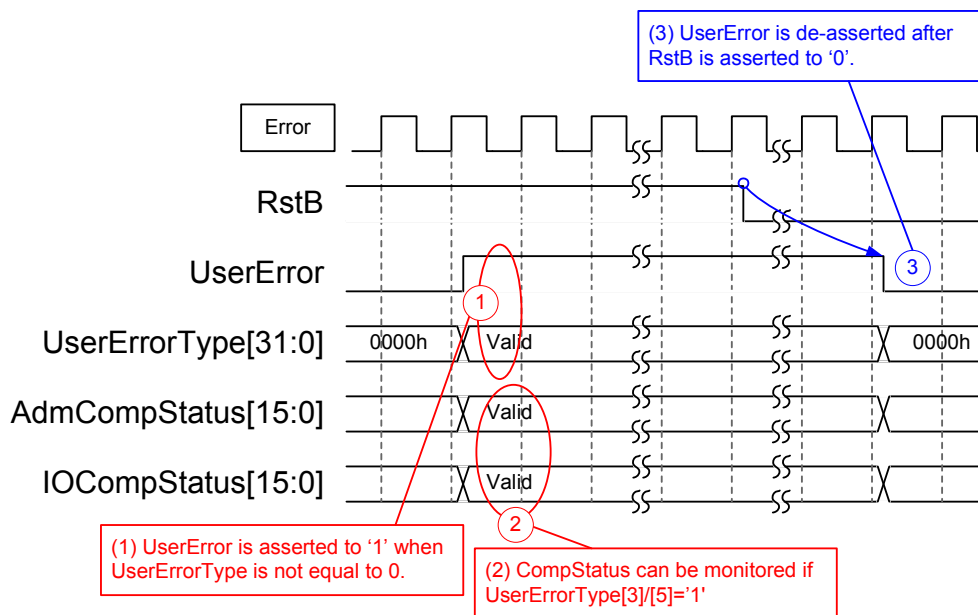 (3) UserError is de-asserted after
RstB is asserted to ‘0’.
Error
RstB
UserError
3
1
UserErrorType[31:0]
0000h
Valid
0000h
AdmCompStatus[15:0]
Valid
IOCompStatus[15:0]
Valid
2
(1) UserError is asserted to ‘1’ when
UserErrorType is not equal to 0.
(2) CompStatus can be monitored if
UserErrorType[3]/[5]=’1'